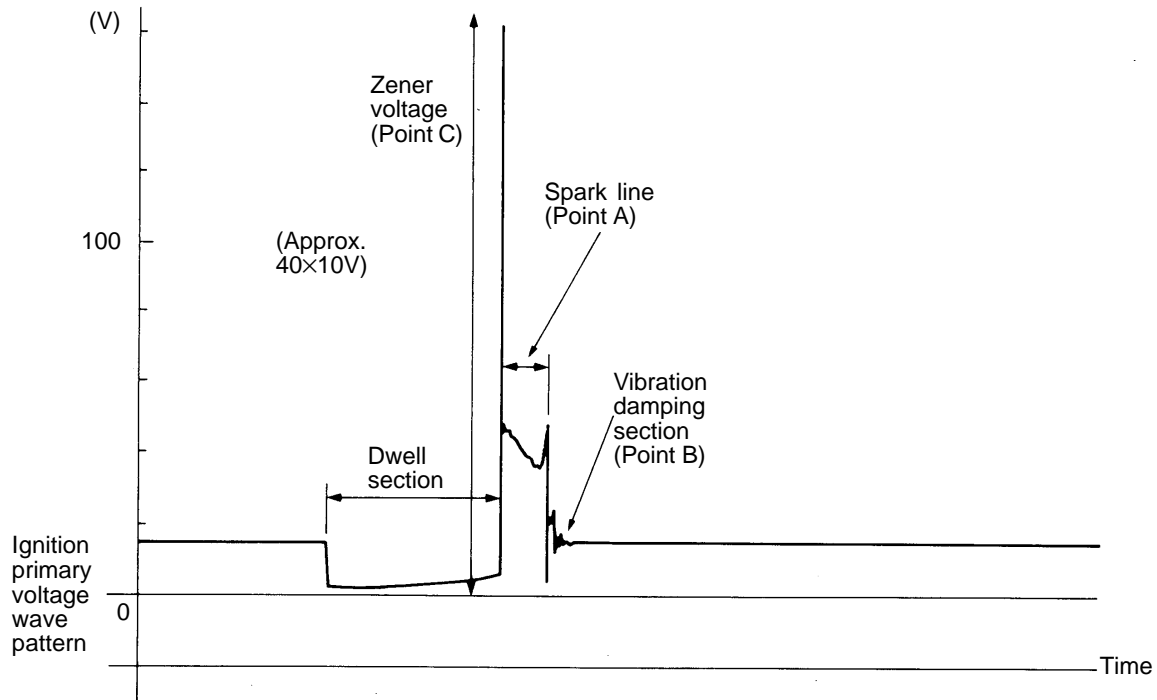 (V)
Zener
voltage
(Point C)
Spark line
(Point A)
100
(Approx.
40×10V)
Vibration
damping
section
(Point B)
Dwell
section
Ignition
primary
voltage
wave
pattern
0
Time